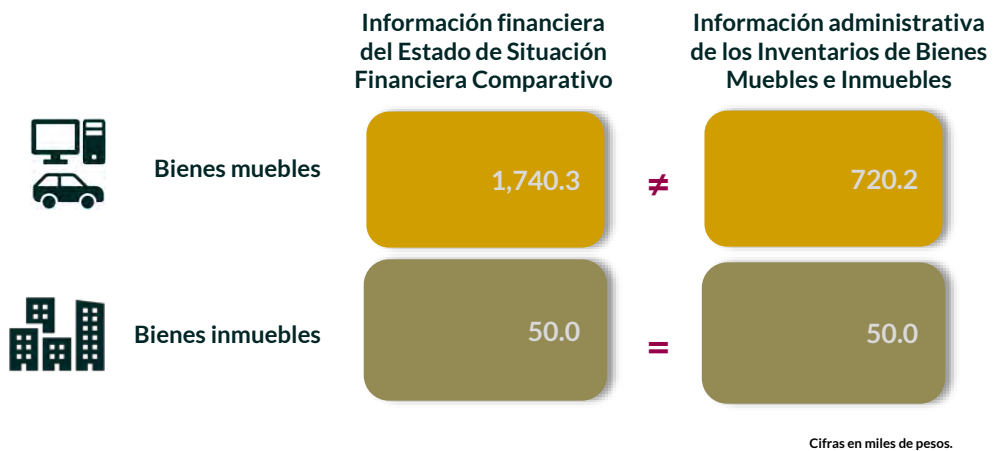 Información financiera
del Estado de Situación
Financiera Comparativo
Información administrativa
de los Inventarios de Bienes
Muebles e Inmuebles
Bienes muebles
1,740.3
≠
720.2
Bienes inmuebles
50.0
=
50.0
Cifras en miles de pesos.